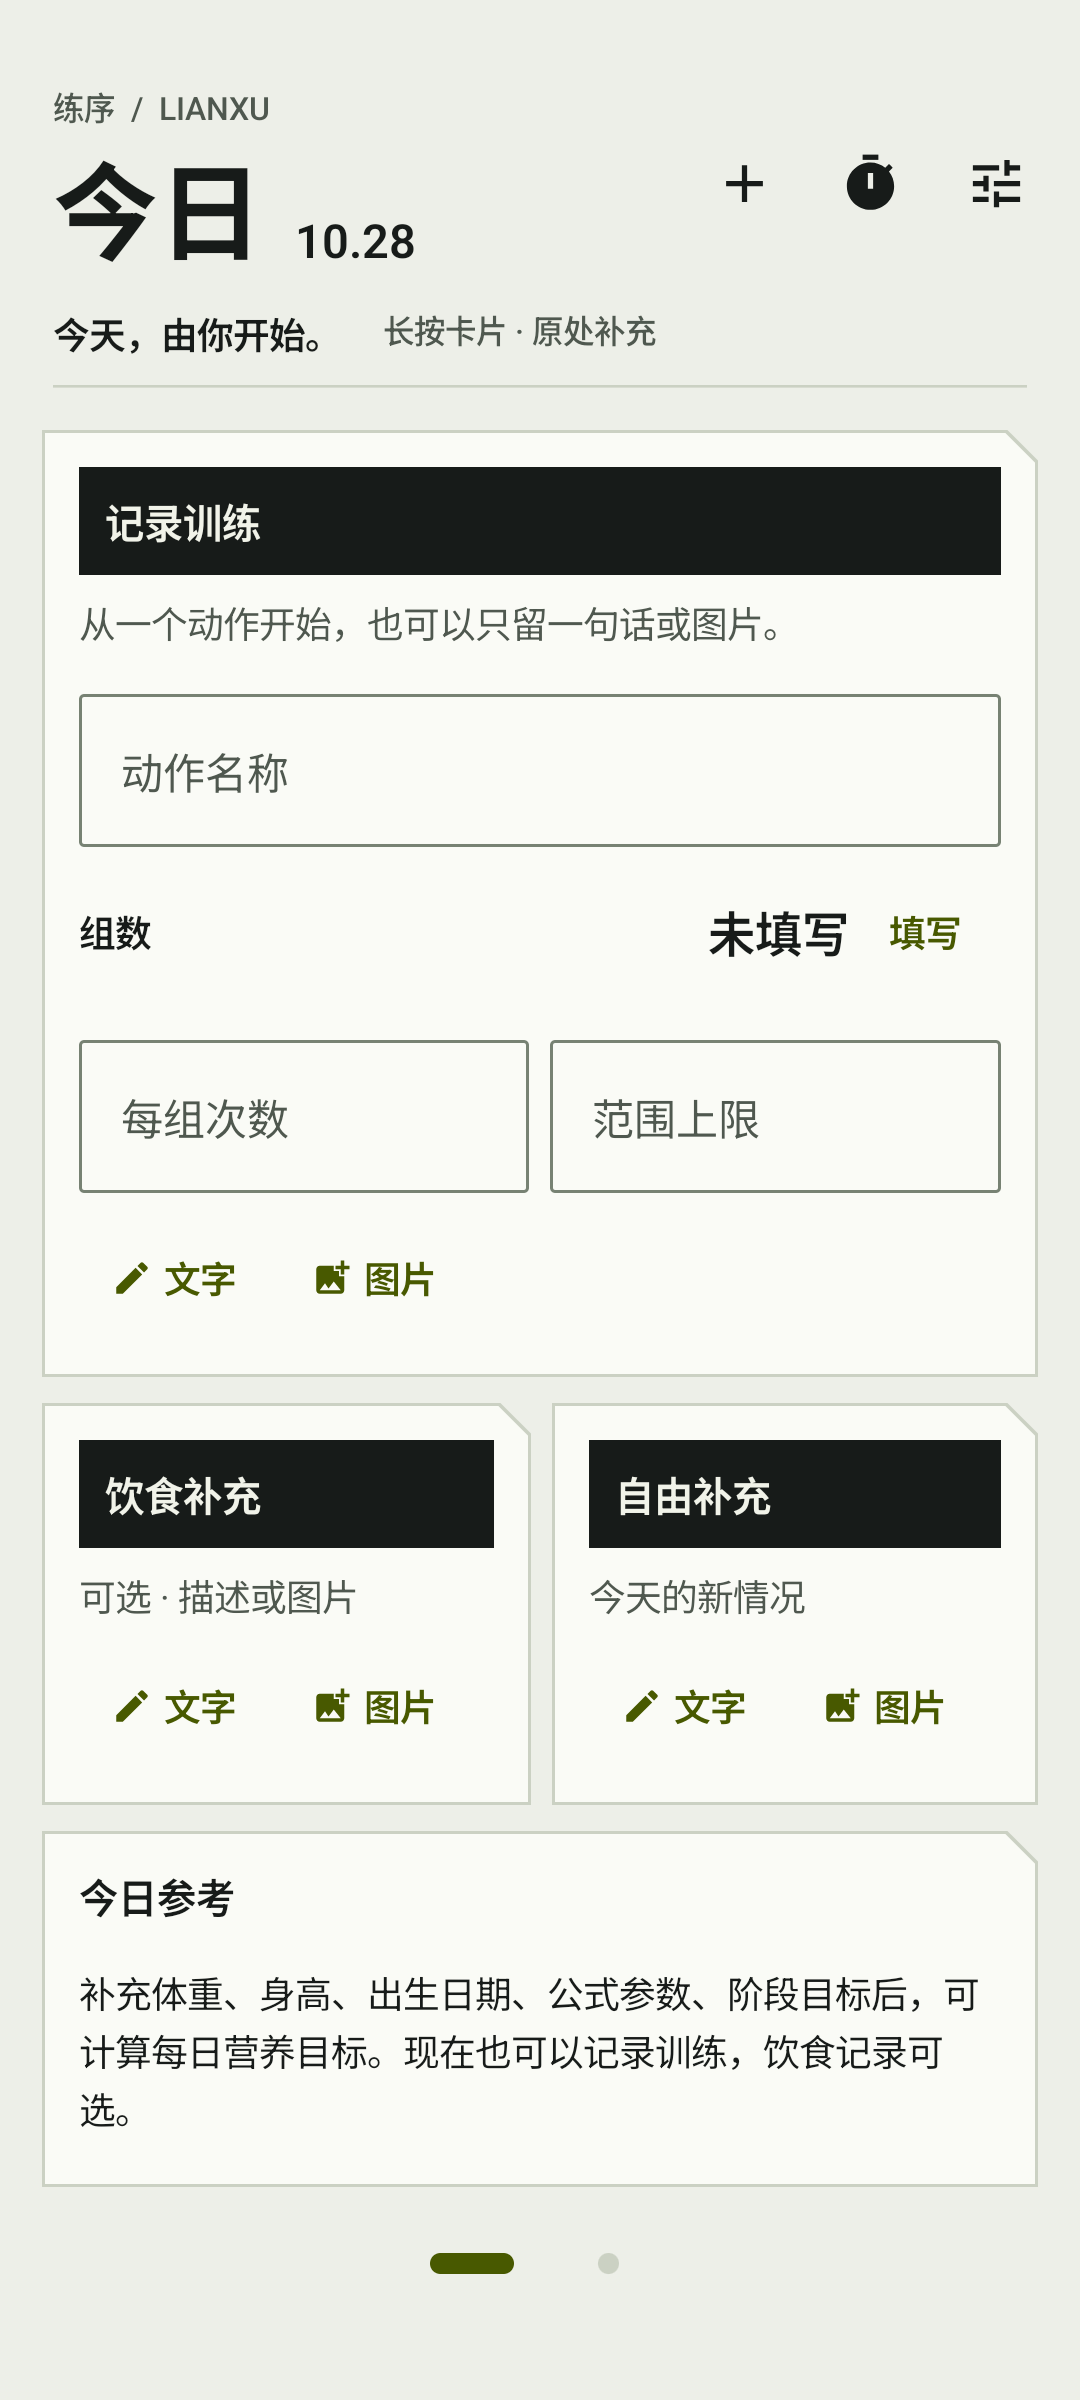 练序 / LIANXU
今日 10.28
今天，由你开始。 长按卡片 · 原处补充
记录训练
从一个动作开始，也可以只留一句话或图片。
动作名称
组数 未填写 填写
每组次数 范围上限
文字 图片
饮食补充
可选 · 描述或图片
文字 图片
自由补充
今天的新情况
文字 图片
今日参考
补充体重、身高、出生日期、公式参数、阶段目标后，可
计算每日营养目标。现在也可以记录训练，饮食记录可
选。